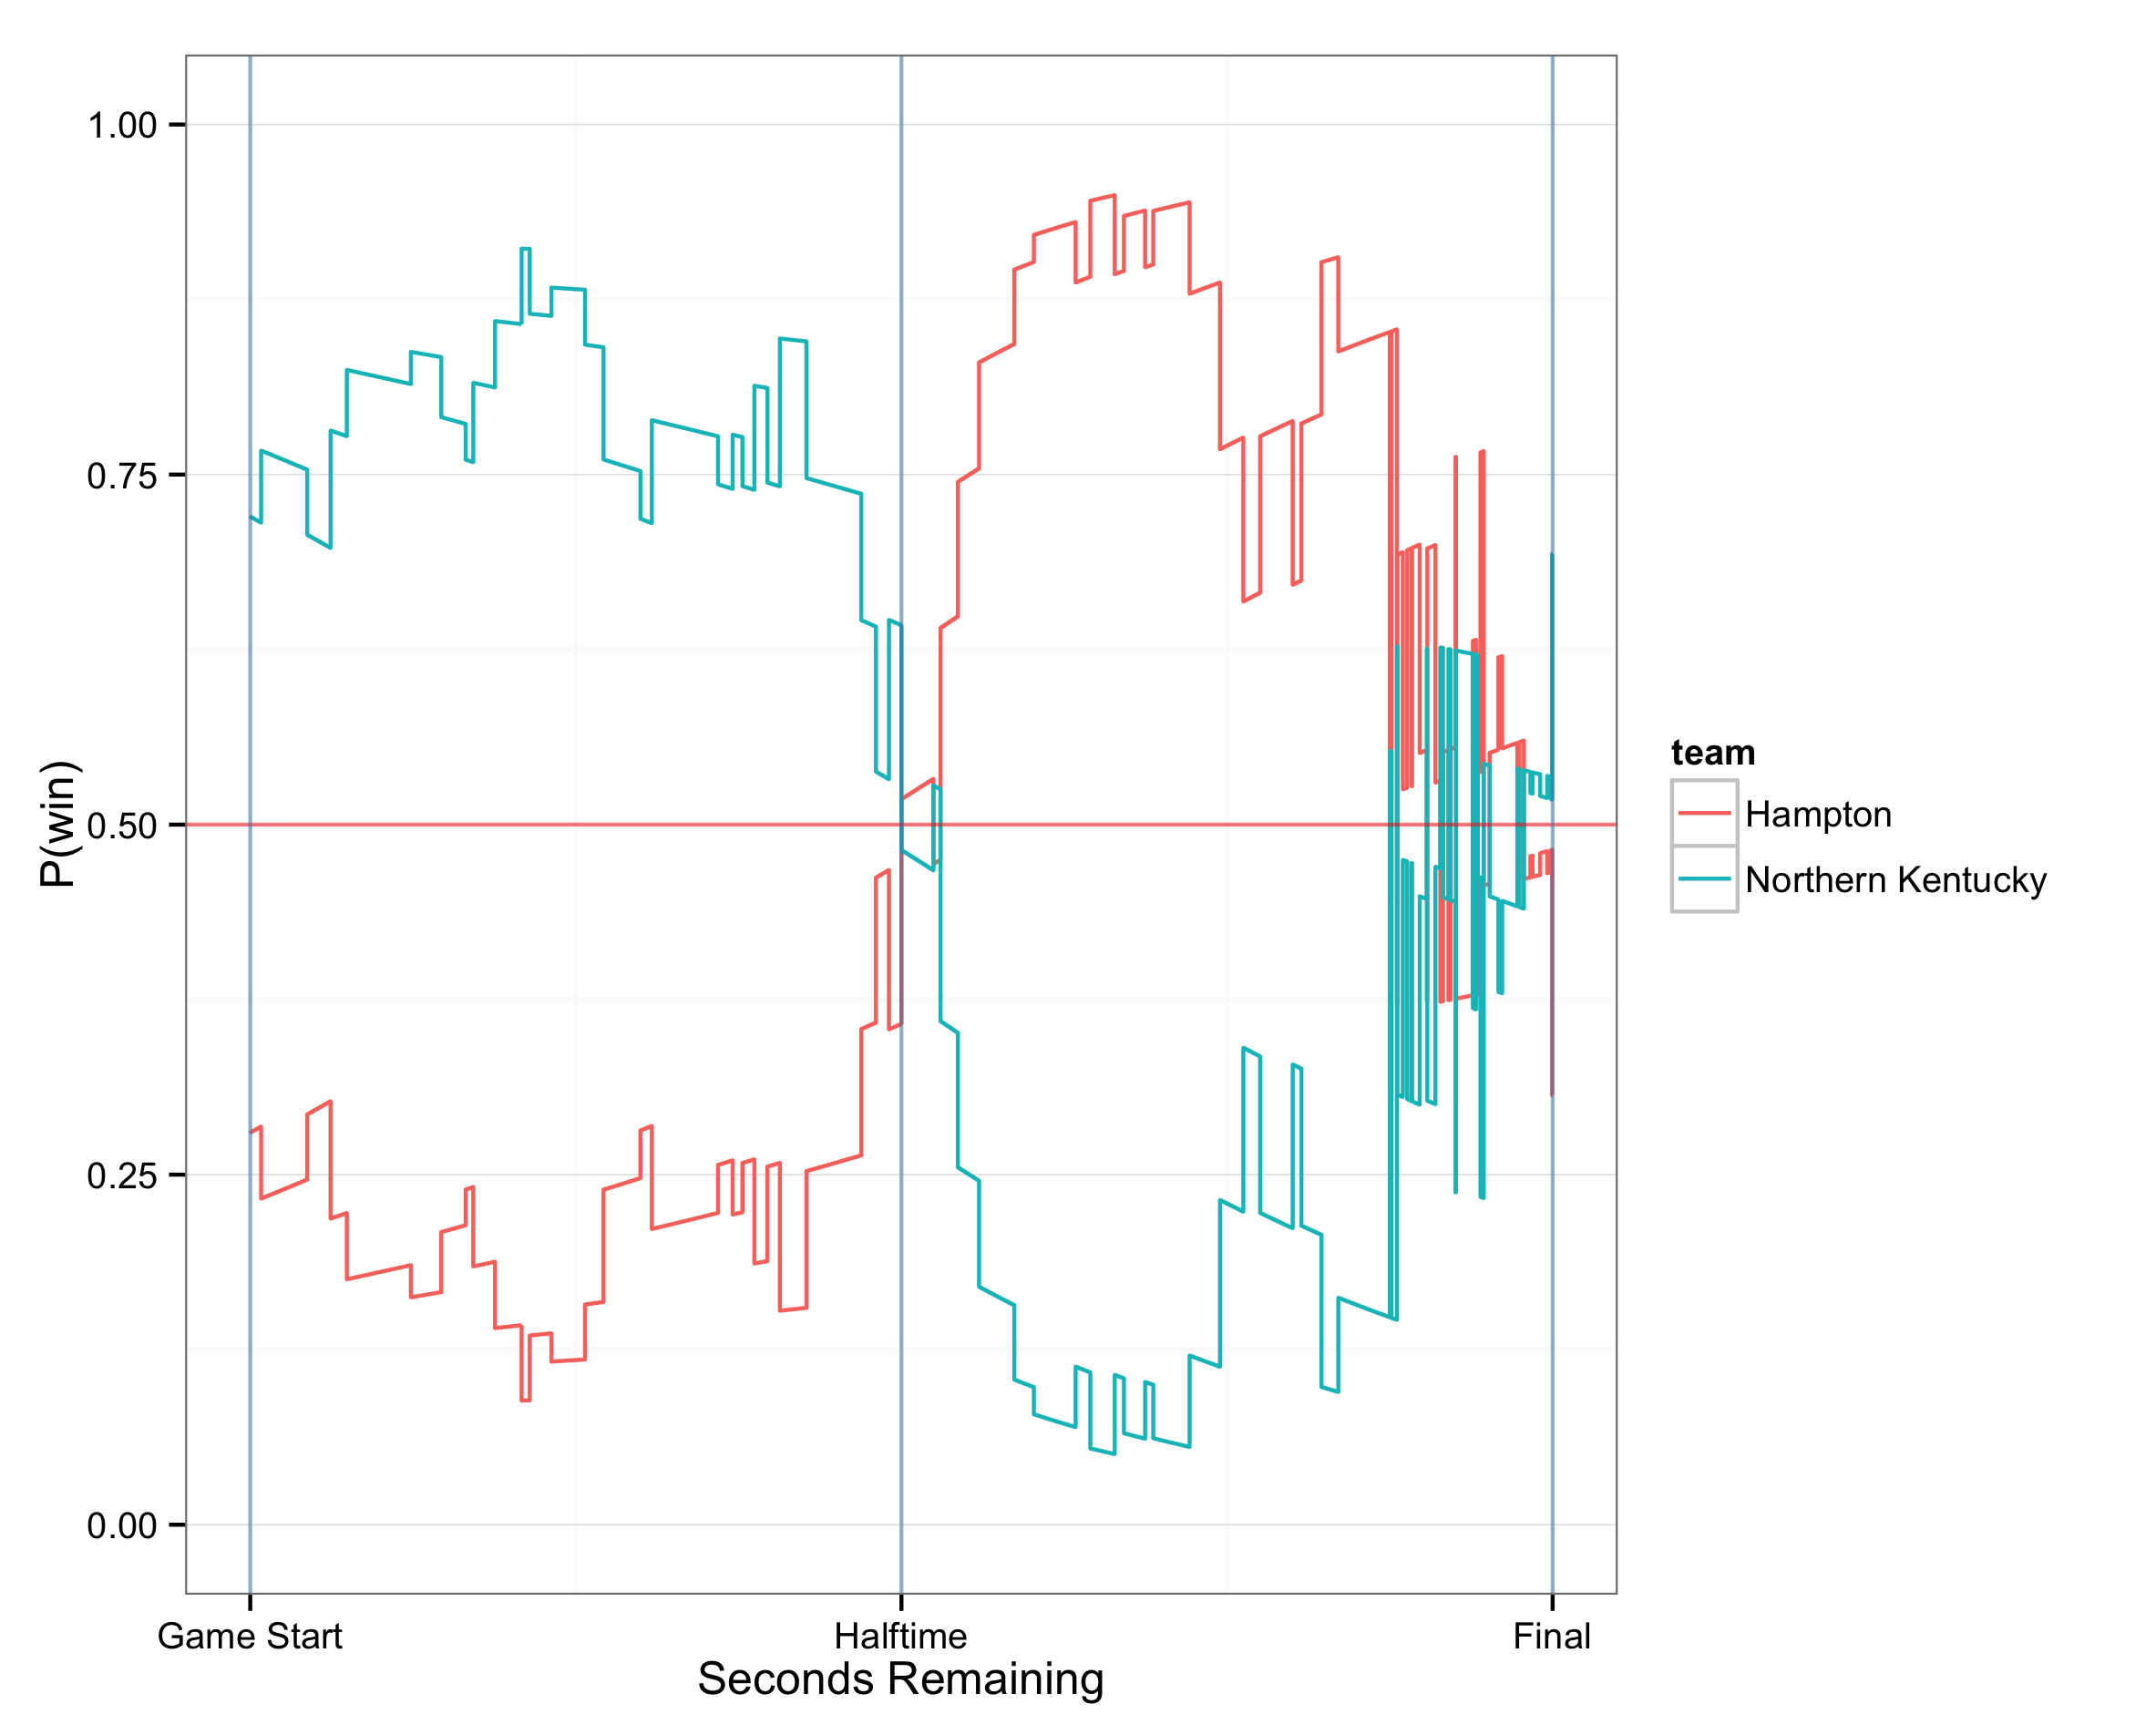 1.00
0.75
0.50
0.25
0.00
P(win)
Game Start
Halftime
Final
Seconds Remaining
team
Hampton
Northern Kentucky